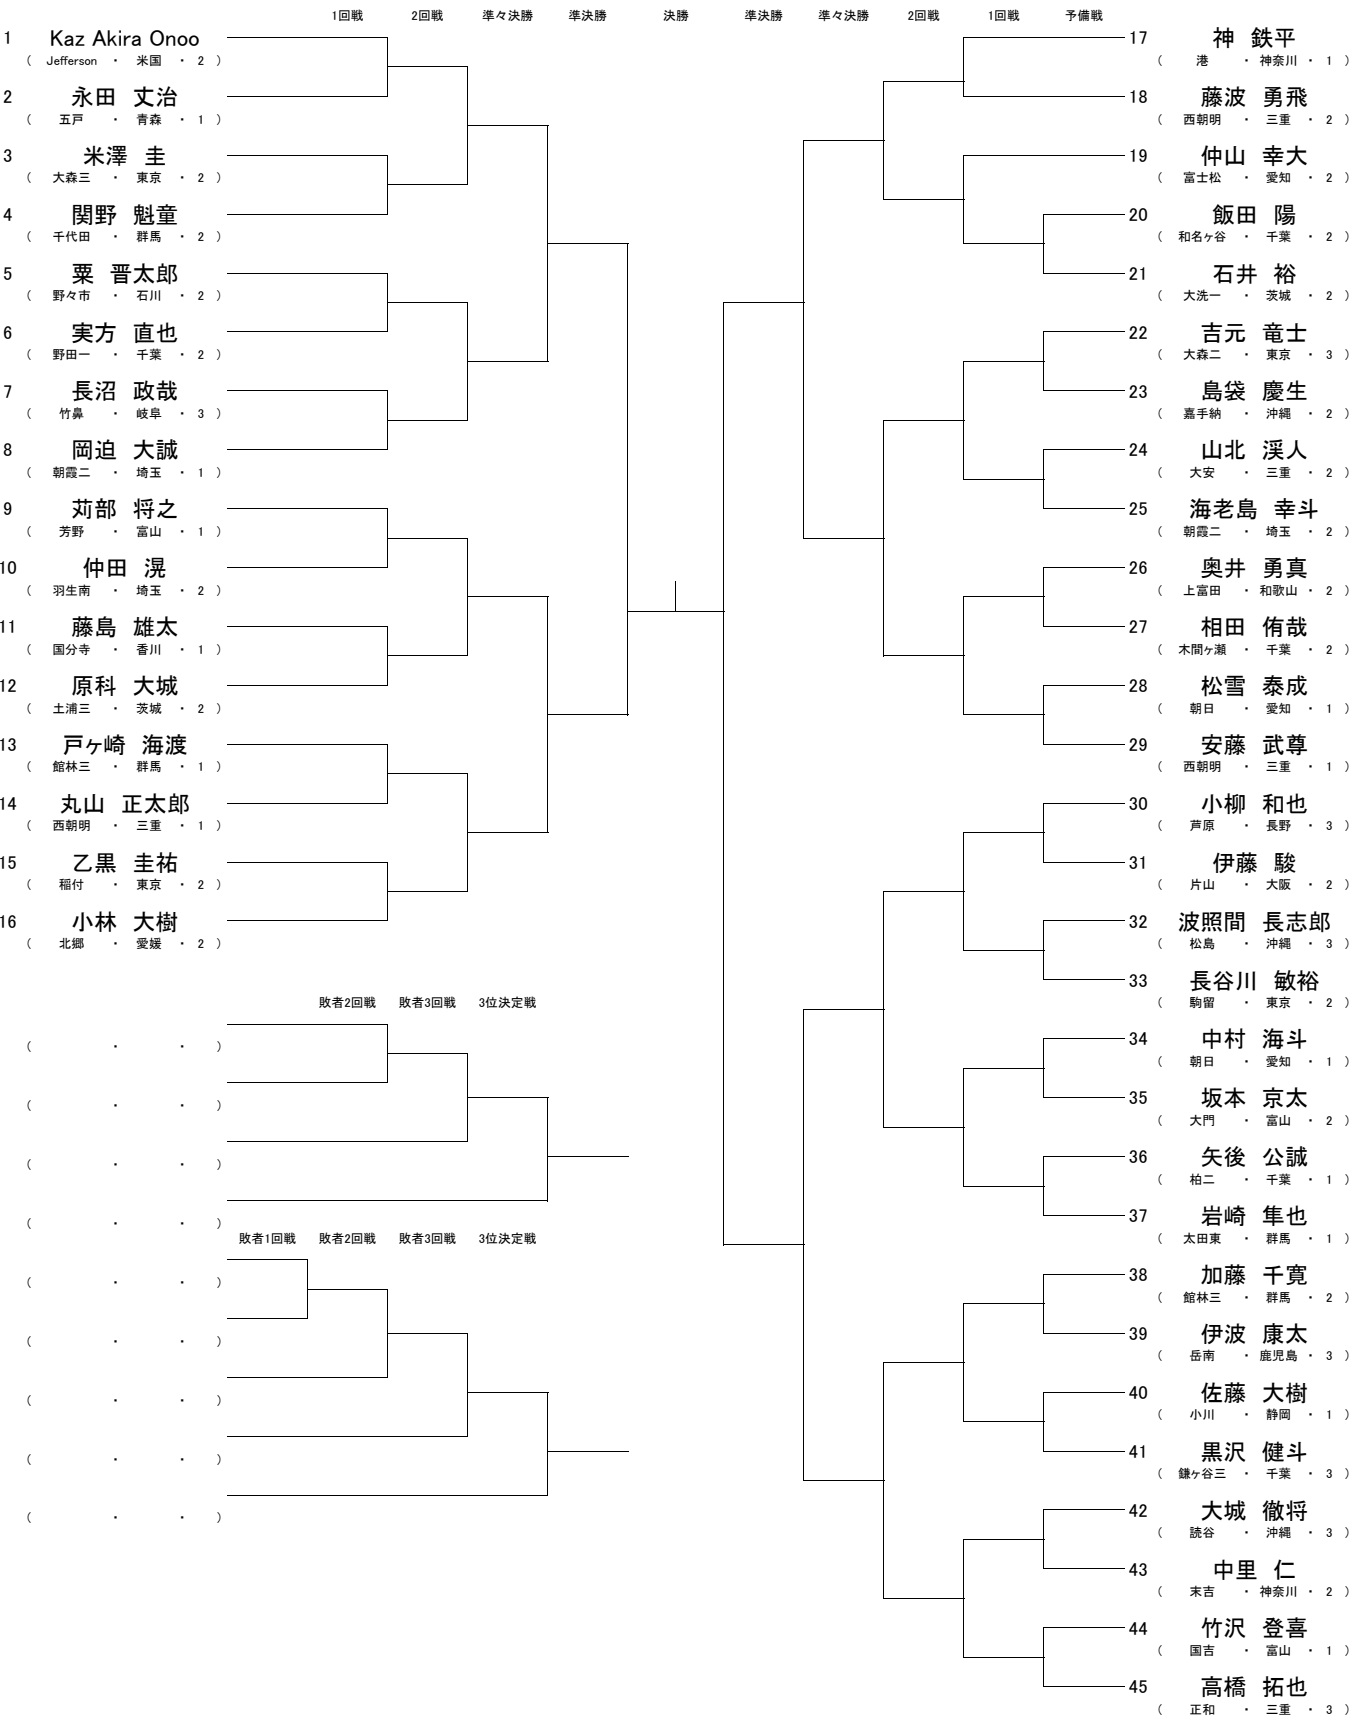 1回戦 2回戦 準々決勝 準決勝 決勝 準決勝 準々決勝 2回戦 1回戦 予備戦
1 Kaz Akira Onoo
( Jefferson ・ 米国 ・ 2 )
2 永田 丈治
( 五戸 ・ 青森 ・ 1 )
3 米澤 圭
( 大森三 ・ 東京 ・ 2 )
4 関野 魁童
( 千代田 ・ 群馬 ・ 2 )
5 粟 晋太郎
( 野々市 ・ 石川 ・ 2 )
6 実方 直也
( 野田一 ・ 千葉 ・ 2 )
7 長沼 政哉
( 竹鼻 ・ 岐阜 ・ 3 )
8 岡迫 大誠
( 朝霞二 ・ 埼玉 ・ 1 )
9 苅部 将之
( 芳野 ・ 富山 ・ 1 )
10 仲田 滉
( 羽生南 ・ 埼玉 ・ 2 )
11 藤島 雄太
( 国分寺 ・ 香川 ・ 1 )
12 原科 大城
( 土浦三 ・ 茨城 ・ 2 )
13 戸ヶ崎 海渡
( 館林三 ・ 群馬 ・ 1 )
14 丸山 正太郎
( 西朝明 ・ 三重 ・ 1 )
15 乙黒 圭祐
( 稲付 ・ 東京 ・ 2 )
16 小林 大樹
( 北郷 ・ 愛媛 ・ 2 )
17 神 鉄平
( 港 ・ 神奈川 ・ 1 )
18 藤波 勇飛
( 西朝明 ・ 三重 ・ 2 )
19 仲山 幸大
( 富士松 ・ 愛知 ・ 2 )
20 飯田 陽
( 和名ヶ谷 ・ 千葉 ・ 2 )
21 石井 裕
( 大洗一 ・ 茨城 ・ 2 )
22 吉元 竜士
( 大森二 ・ 東京 ・ 3 )
23 島袋 慶生
( 嘉手納 ・ 沖縄 ・ 2 )
24 山北 渓人
( 大安 ・ 三重 ・ 2 )
25 海老島 幸斗
( 朝霞二 ・ 埼玉 ・ 2 )
26 奥井 勇真
( 上富田 ・ 和歌山 ・ 2 )
27 相田 侑哉
( 木間ヶ瀬 ・ 千葉 ・ 2 )
28 松雪 泰成
( 朝日 ・ 愛知 ・ 1 )
29 安藤 武尊
( 西朝明 ・ 三重 ・ 1 )
30 小柳 和也
( 芦原 ・ 長野 ・ 3 )
31 伊藤 駿
( 片山 ・ 大阪 ・ 2 )
32 波照間 長志郎
( 松島 ・ 沖縄 ・ 3 )
33 長谷川 敏裕
( 駒留 ・ 東京 ・ 2 )
34 中村 海斗
( 朝日 ・ 愛知 ・ 1 )
35 坂本 京太
( 大門 ・ 富山 ・ 2 )
36 矢後 公誠
( 柏二 ・ 千葉 ・ 1 )
37 岩崎 隼也
( 太田東 ・ 群馬 ・ 1 )
38 加藤 千寛
( 館林三 ・ 群馬 ・ 2 )
39 伊波 康太
( 岳南 ・ 鹿児島 ・ 3 )
40 佐藤 大樹
( 小川 ・ 静岡 ・ 1 )
41 黒沢 健斗
( 鎌ヶ谷三 ・ 千葉 ・ 3 )
42 大城 徹将
( 読谷 ・ 沖縄 ・ 3 )
43 中里 仁
( 末吉 ・ 神奈川 ・ 2 )
44 竹沢 登喜
( 国吉 ・ 富山 ・ 1 )
45 高橋 拓也
( 正和 ・ 三重 ・ 3 )
敗者2回戦 敗者3回戦 3位決定戦
( ・ ・ )
( ・ ・ )
( ・ ・ )
( ・ ・ )
敗者1回戦 敗者2回戦 敗者3回戦 3位決定戦
( ・ ・ )
( ・ ・ )
( ・ ・ )
( ・ ・ )
( ・ ・ )